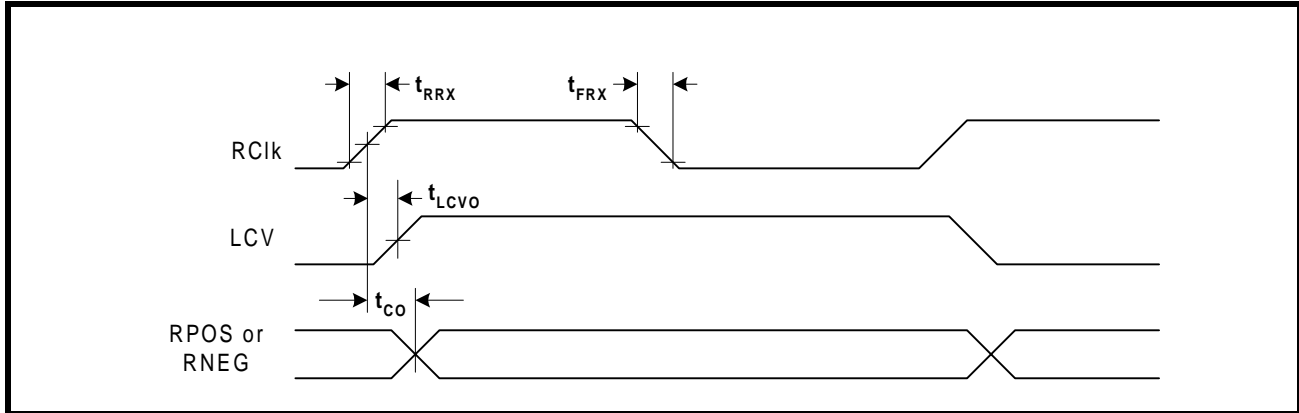 tRRX
tFRX
RClk
tLCVO
LCV
tCO
RPOS or
RNEG